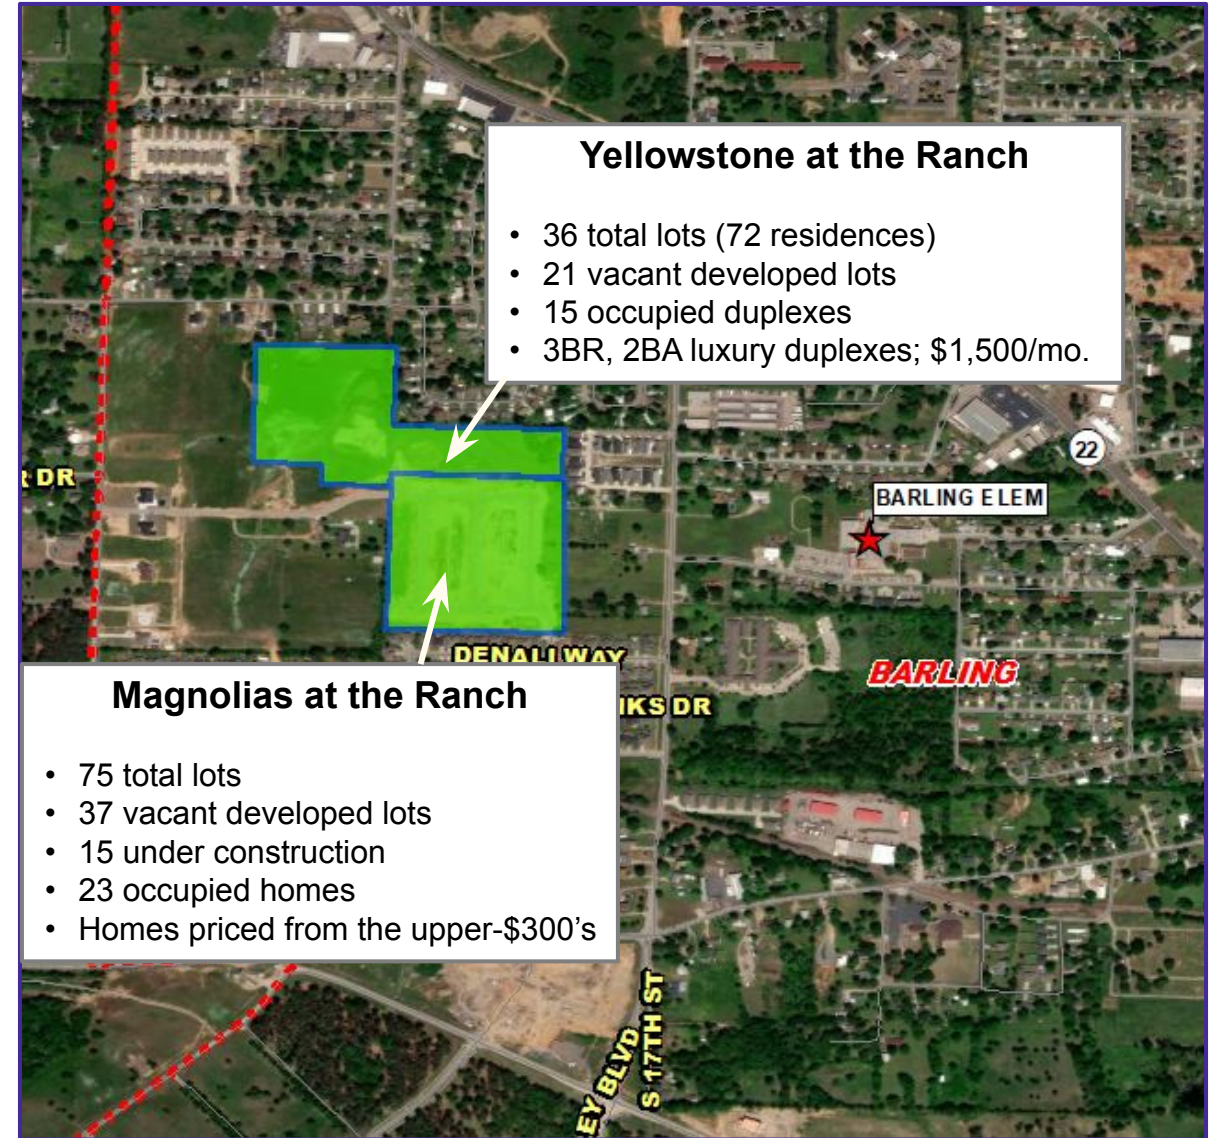 Yellowstone at the Ranch
• 36 total lots (72 residences)
• 21 vacant developed lots
• 15 occupied duplexes
• 3BR, 2BA luxury duplexes; $1,500/mo.
22
DR
BARLING ELEM
DENALI WAY
BARLING
Magnolias at the Ranch
• 75 total lots
• 37 vacant developed lots
• 15 under construction
• 23 occupied homes
• Homes priced from the upper-$300’s
KS DR
EY BLVD
S 17TH ST